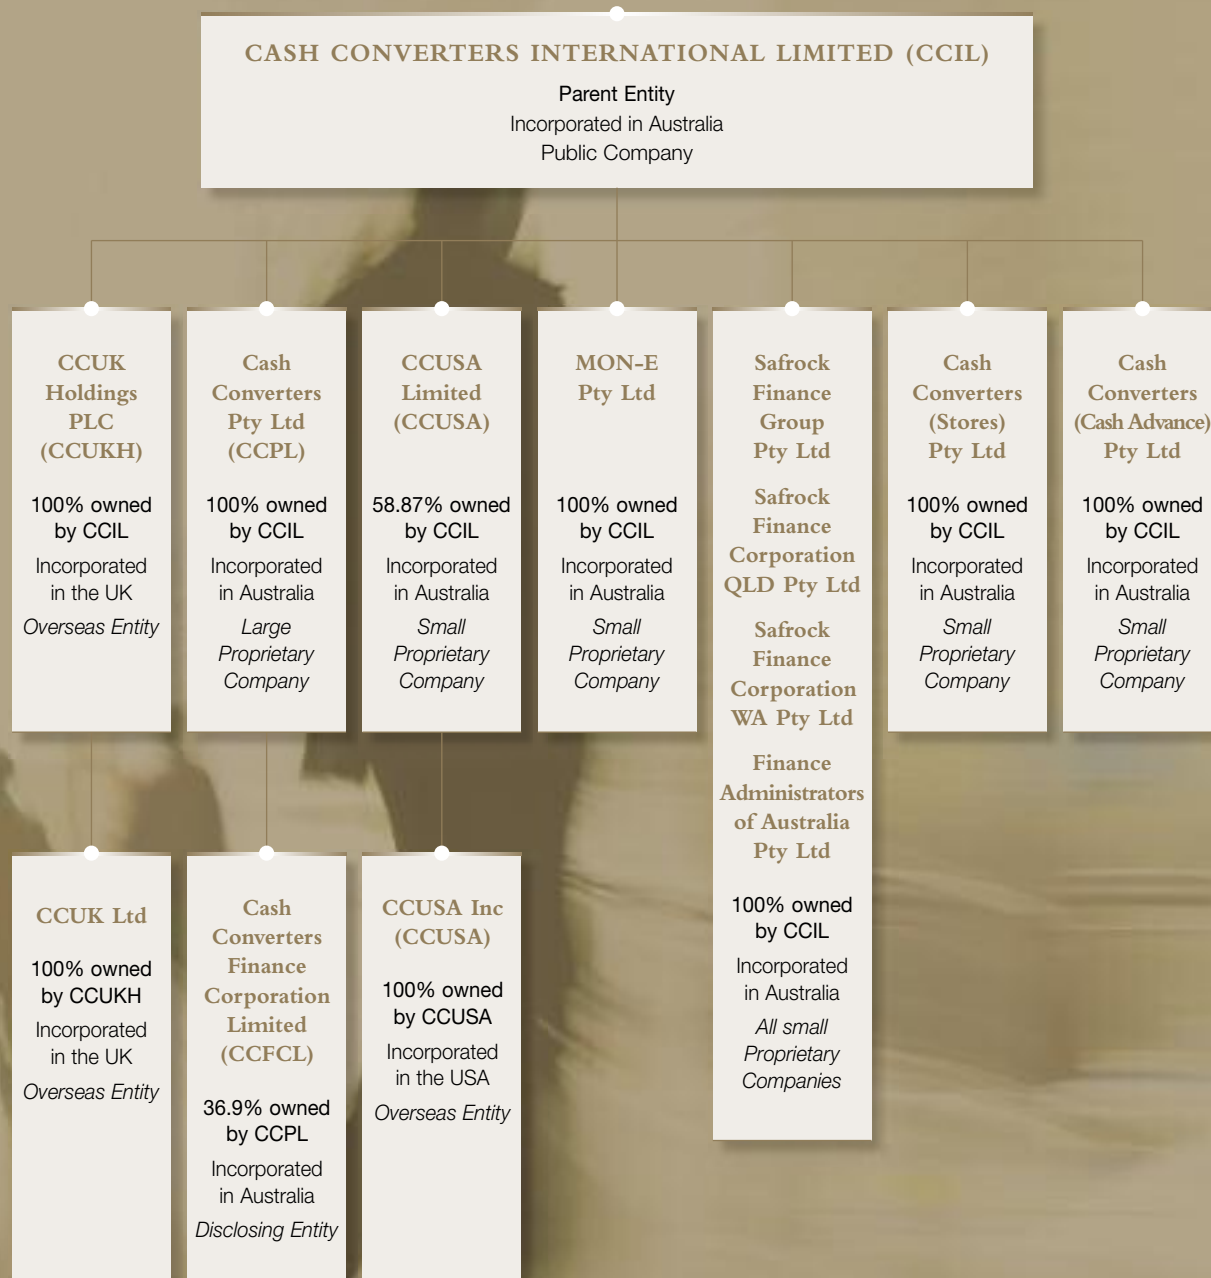 CASH CONVERTERS INTERNATIONAL LIMITED (CCIL)
Parent Entity
Incorporated in Australia
Public Company
CCUK
Holdings
PLC
(CCUKH)
100% owned
by CCIL
Incorporated
in the UK
Overseas Entity
Cash
Converters
Pty Ltd
(CCPL)
100% owned
by CCIL
Incorporated
in Australia
Large
Proprietary
Company
CCUSA
Limited
(CCUSA)
58.87% owned
by CCIL
Incorporated
in Australia
Small
Proprietary
Company
MON-E
Pty Ltd
100% owned
by CCIL
Incorporated
in Australia
Small
Proprietary
Company
Safrock
Finance
Group
Pty Ltd
Safrock
Finance
Corporation
QLD Pty Ltd
Safrock
Finance
Corporation
WA Pty Ltd
Finance
Administrators
of Australia
Pty Ltd
100% owned
by CCIL
Incorporated
in Australia
All small
Proprietary
Companies
Cash
Converters
(Stores)
Pty Ltd
100% owned
by CCIL
Incorporated
in Australia
Small
Proprietary
Company
Cash
Converters
(Cash Advance)
Pty Ltd
100% owned
by CCIL
Incorporated
in Australia
Small
Proprietary
Company
CCUK Ltd
100% owned
by CCUKH
Incorporated
in the UK
Overseas Entity
Cash
Converters
Finance
Corporation
Limited
(CCFCL)
36.9% owned
by CCPL
Incorporated
in Australia
Disclosing Entity
CCUSA Inc
(CCUSA)
100% owned
by CCUSA
Incorporated
in the USA
Overseas Entity